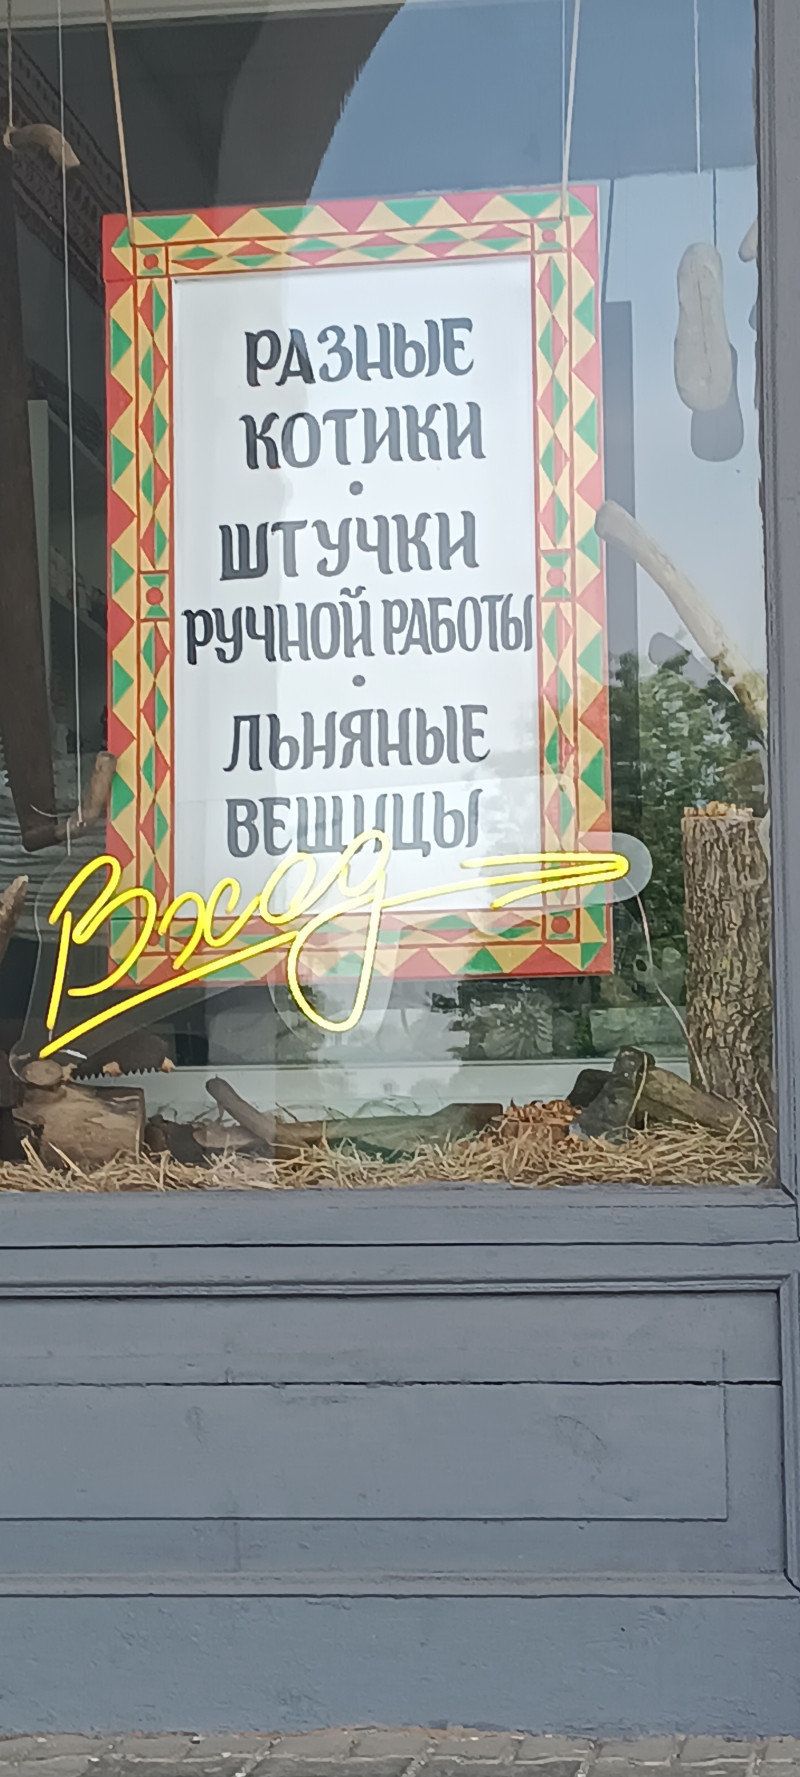 РАЗНЫЕ
КОТИКИ
•
ШТУЧКИ
РУЧНОЙ РАБОТЫ
•
ЛЬНЯНЫЕ
ВЕЩИЦЫ
Вход